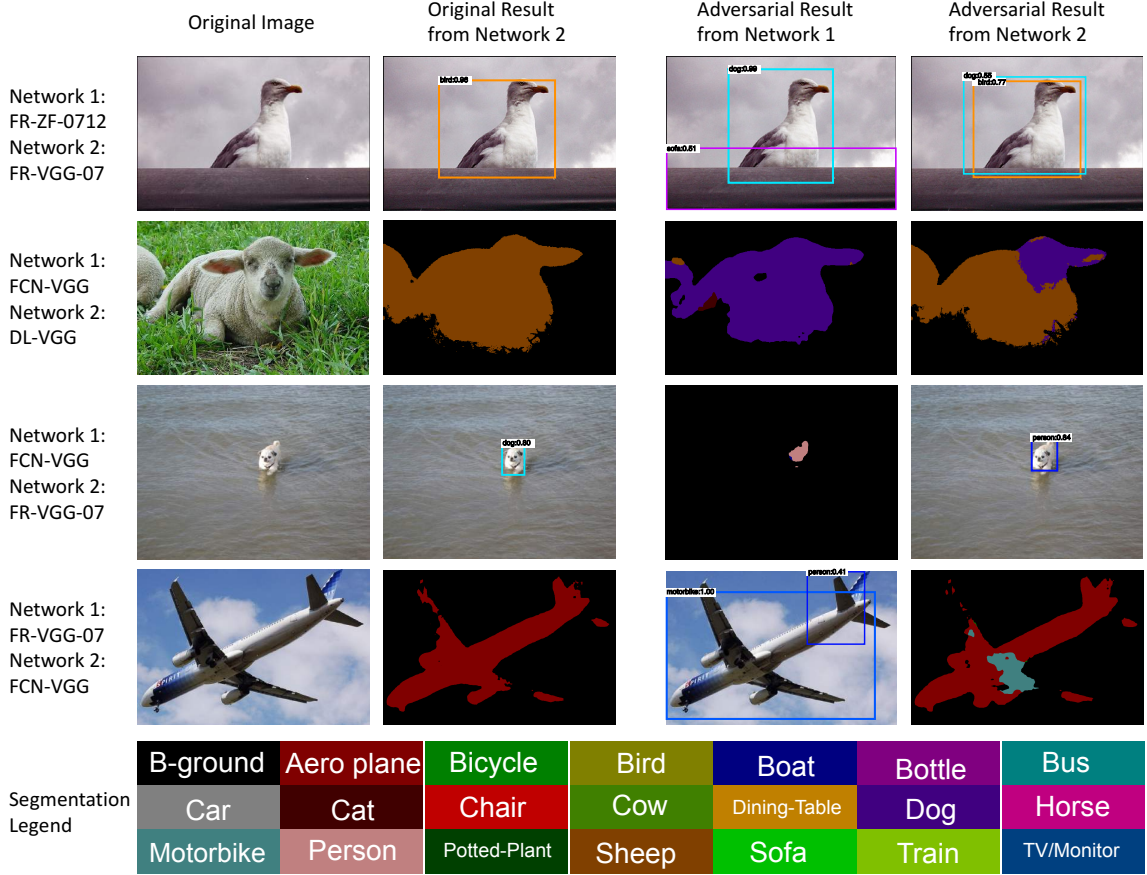 Original Image
Original Result
from Network 2
Adversarial Result
from Network 1
Adversarial Result
from Network 2
Network 1:
FR-ZF-0712
Network 2:
FR-VGG-07
bird:0.96
dog:0.99
sofa:0.51
dog:0.55
bird:0.77
Network 1:
FCN-VGG
Network 2:
DL-VGG
Network 1:
FCN-VGG
Network 2:
FR-VGG-07
dog:0.80
person:0.84
Network 1:
FR-VGG-07
Network 2:
FCN-VGG
person:0.41
motorbike:1.00
Segmentation
Legend
B-ground Aero plane Bicycle Bird Boat Bottle Bus
Car Cat Chair Cow Dining-Table Dog Horse
Motorbike Person Potted-Plant Sheep Sofa Train TV/Monitor